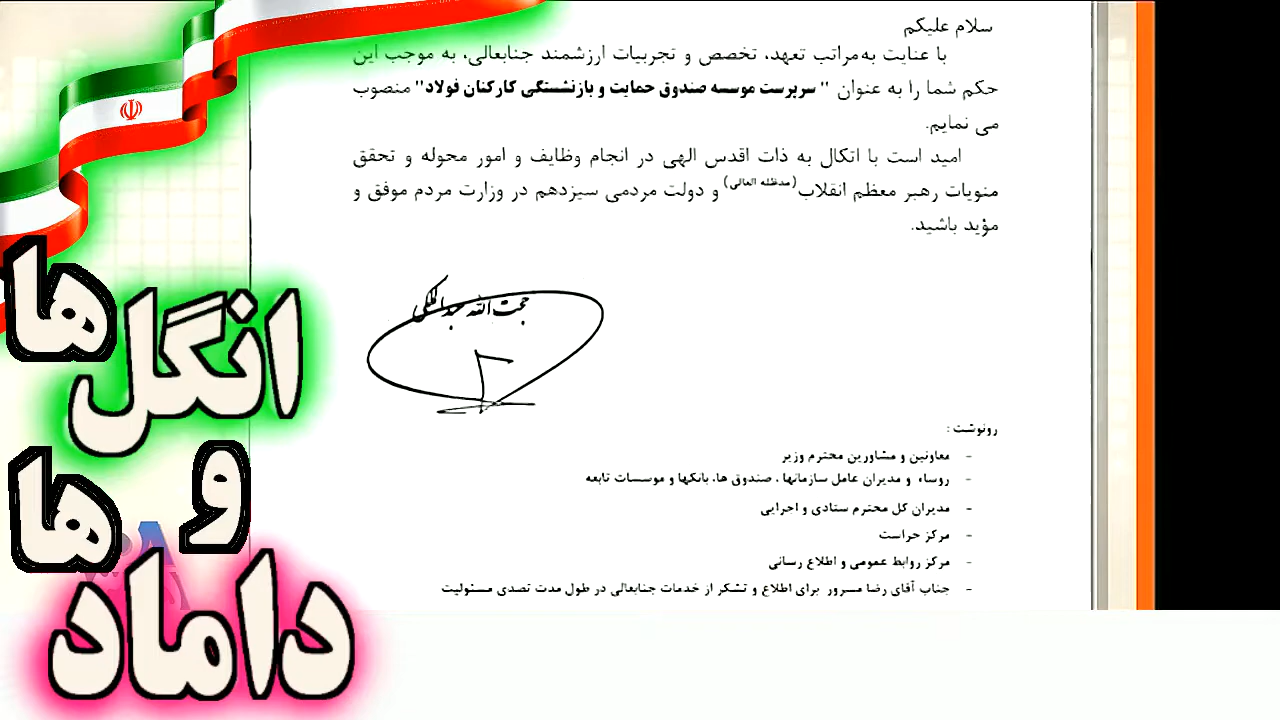 سلام علیکم
با عنایت به مراتب تعهد، تخصص و تجربیات ارزشمند جنابعالی، به موجب این
حکم شما را به عنوان " سرپرست موسسه صندوق حمایت و بازنشستگی کارکنان فولاد" منصوب
می نمایم.
امید است با اتکال به ذات اقدس الهی در انجام وظایف و امور محوله و تحقق
منویات رهبر معظم انقلاب(مدظله العالی) و دولت مردمی سیزدهم در وزارت مردم موفق و
مؤید باشید.
حجت الله عبدالملکی
رونوشت :
- معاونین و مشاورین محترم وزیر
- روساء و مدیران عامل سازمانها ، صندوق ها، بانکها و موسسات تابعه
- مدیران کل محترم ستادی و اجرایی
- مرکز حراست
- مرکز روابط عمومی و اطلاع رسانی
- جناب آقای رضا مسرور برای اطلاع و تشکر از خدمات جنابعالی در طول مدت تصدی مسئولیت
انگل ها
و
داماد ها